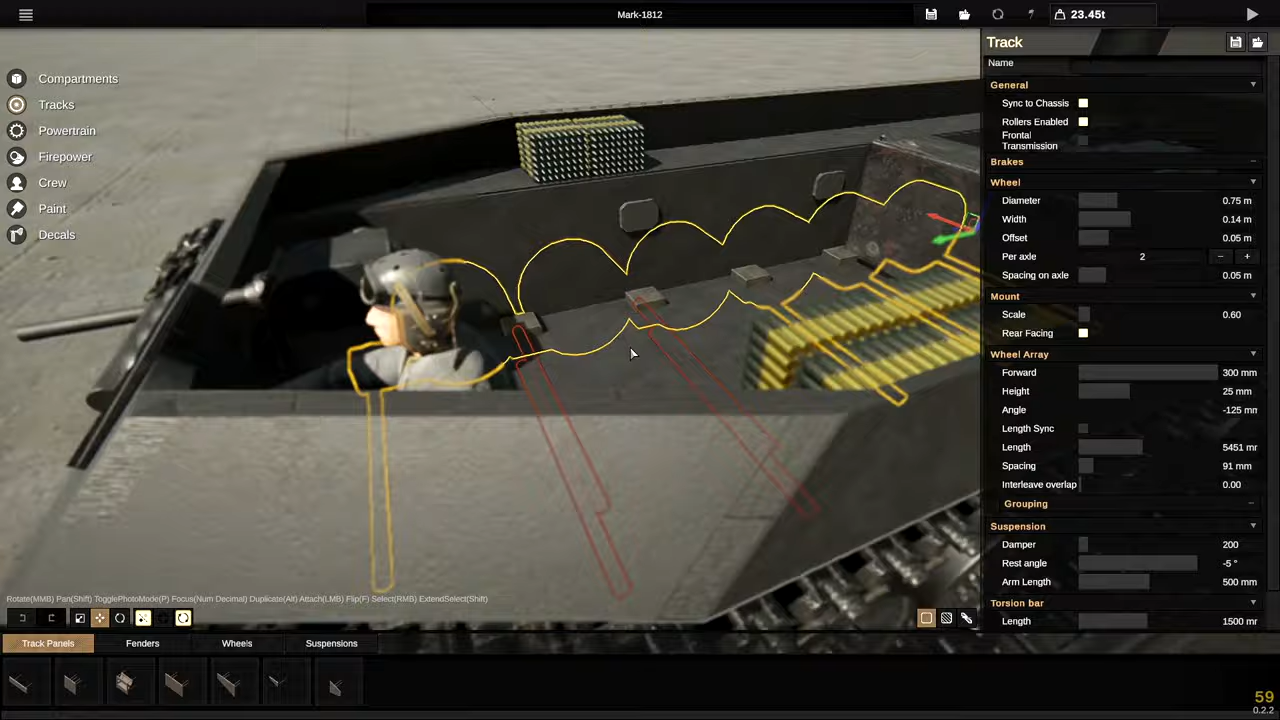 Mark-1812
23.45t
Compartments
Tracks
Powertrain
Firepower
Crew
Paint
Decals
Track
Name
General
Sync to Chassis
Rollers Enabled
Frontal Transmission
Brakes
Wheel
Diameter 0.75 m
Width 0.14 m
Offset 0.05 m
Per axle 2 − +
Spacing on axle 0.05 m
Mount
Scale 0.60
Rear Facing
Wheel Array
Forward 300 mm
Height 25 mm
Angle -125 mm
Length Sync
Length 5451 mm
Spacing 91 mm
Interleave overlap 0.00
Grouping
Suspension
Damper 200
Rest angle -5 °
Arm Length 500 mm
Torsion bar
Length 1500 mm
Rotate(MMB) Pan(Shift) TogglePhotoMode(P) Focus(Num Decimal) Duplicate(Alt) Attach(LMB) Flip(F) Select(RMB) ExtendSelect(Shift)
Track Panels
Fenders
Wheels
Suspensions
59
0.2.2